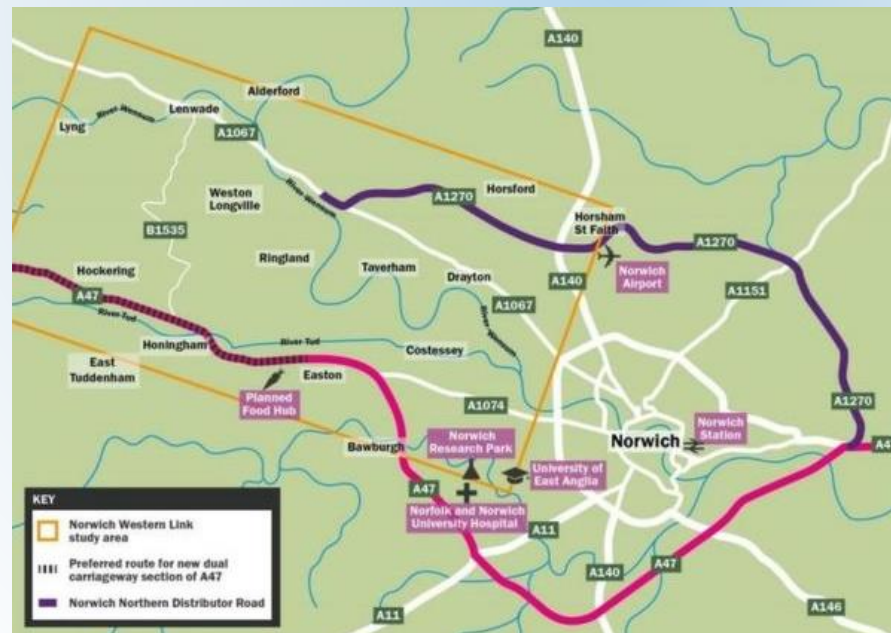 A140
Alderford
Lenwade
River Wensum
Lyng
A1067
Weston
Longville
River Wensum
A1270
Horsford
Horsham
St Faith
B1535
Ringland
A1270
Hockering
Taverham
Drayton
A140
Norwich
Airport
A47
A1067
A1151
River Tud
River Wensum
Honingham
River Tud
Costessey
East
Tuddenham
Easton
Planned
Food Hub
A1074
A1270
Norwich
Norwich
Station
Bawburgh
Norwich
Research Park
University of
East Anglia
A47
Norfolk and Norwich
University Hospital
A11
A140
A47
A11
A146
KEY
Norwich Western Link
study area
Preferred route for new dual
carriageway section of A47
Norwich Northern Distributor Road